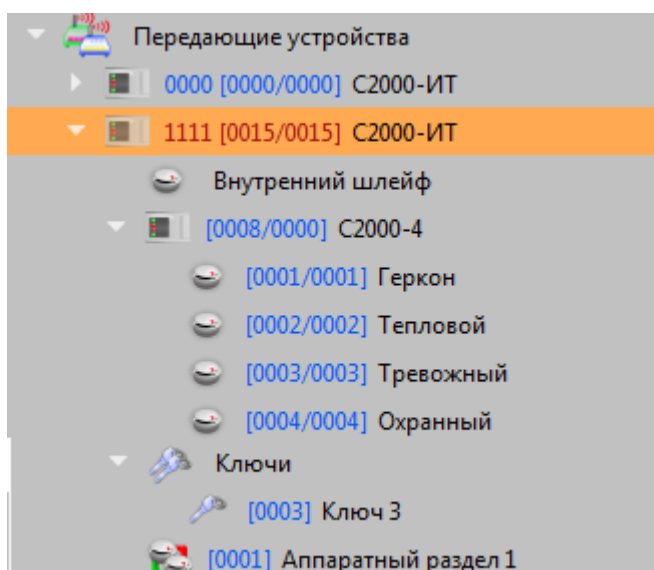 Передающие устройства
0000 [0000/0000] С2000-ИТ
1111 [0015/0015] С2000-ИТ
Внутренний шлейф
[0008/0000] С2000-4
[0001/0001] Геркон
[0002/0002] Тепловой
[0003/0003] Тревожный
[0004/0004] Охранный
Ключи
[0003] Ключ 3
[0001] Аппаратный раздел 1